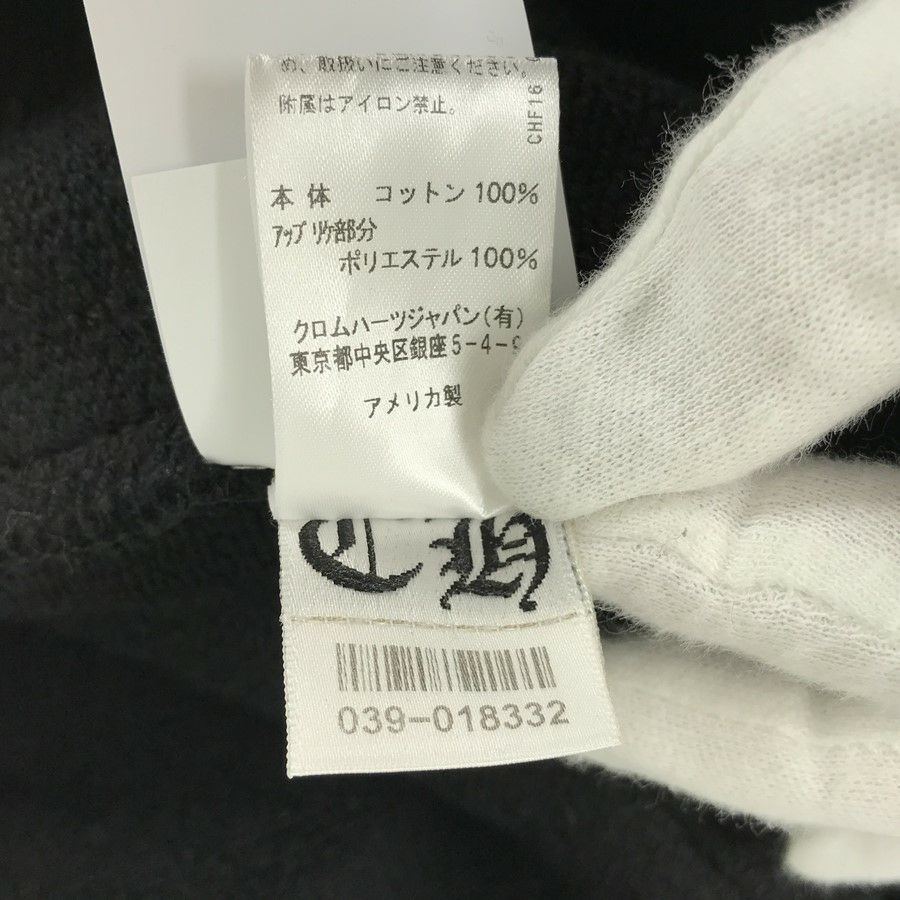 め、取扱いにご注意ください。
附属はアイロン禁止。
CHF16
本体 コットン 100%
アップリケ部分
ポリエステル 100%
クロムハーツジャパン(有)
東京都中央区銀座5-4-9
アメリカ製
CH
039-018332